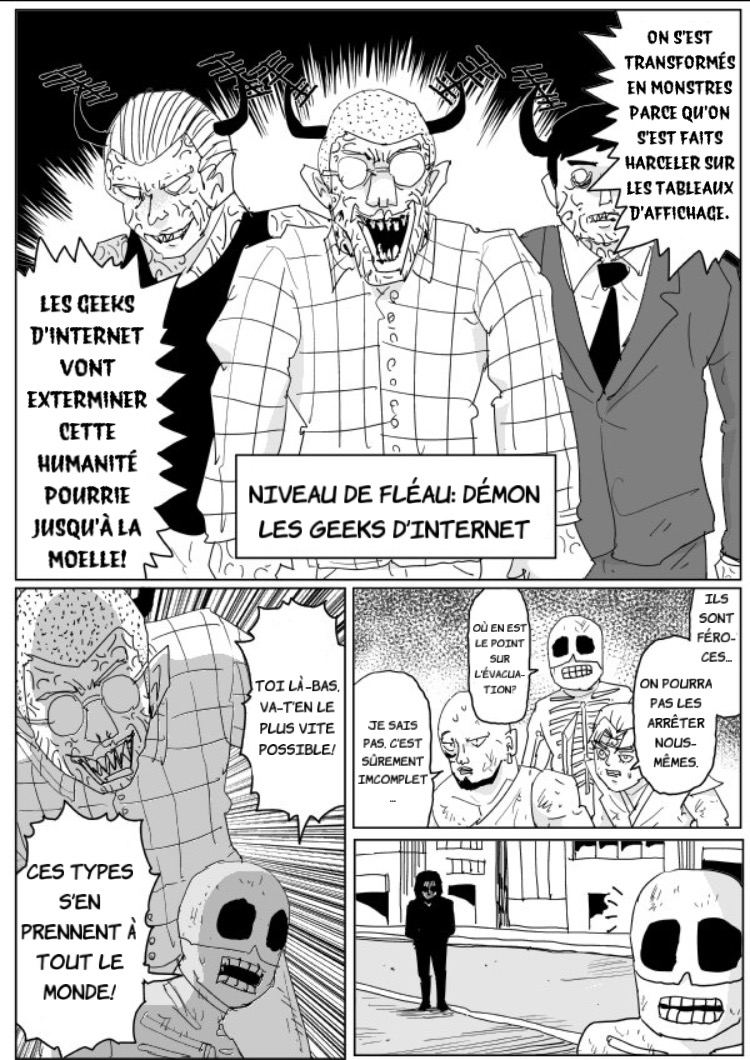 ON S'EST
TRANSFORMÉS
EN MONSTRES
PARCE QU'ON
S'EST FAITS
HARCELER SUR
LES TABLEAUX
D'AFFICHAGE.
LES GEEKS
D'INTERNET
VONT
EXTERMINER
CETTE
HUMANITÉ
POURRIE
JUSQU'À LA
MOELLE!
NIVEAU DE FLÉAU: DÉMON
LES GEEKS D'INTERNET
ILS
SONT
FÉRO-
CES...
ON POURRA
PAS LES
ARRÊTER
NOUS-
MÊMES.
OÙ EN EST
LE POINT
SUR
L'ÉVACUA-
TION?
JE SAIS
PAS, C'EST
SÛREMENT
IMCOMPLET
...
TOI LÀ-BAS,
VA-T'EN LE
PLUS VITE
POSSIBLE!
CES TYPES
S'EN
PRENNENT À
TOUT LE
MONDE!